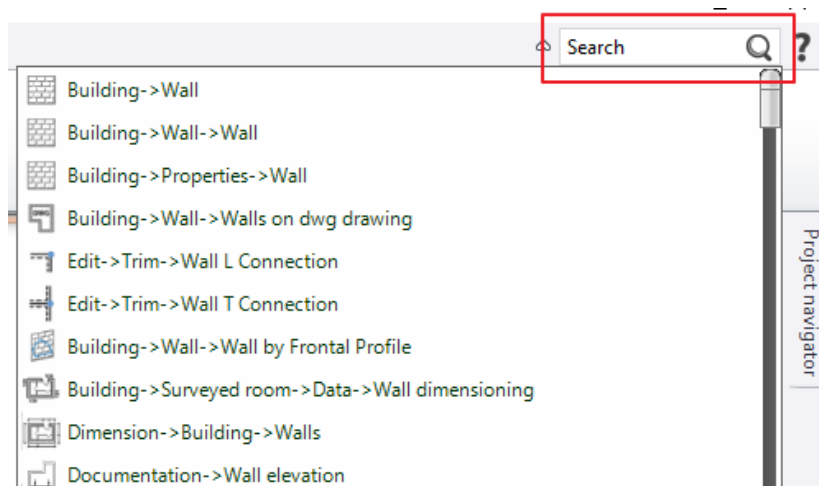 Search
?
Building->Wall
Building->Wall->Wall
Building->Properties->Wall
Building->Wall->Walls on dwg drawing
Edit->Trim->Wall L Connection
Edit->Trim->Wall T Connection
Building->Wall->Wall by Frontal Profile
Building->Surveyed room->Data->Wall dimensioning
Dimension->Building->Walls
Documentation->Wall elevation
Project navigator